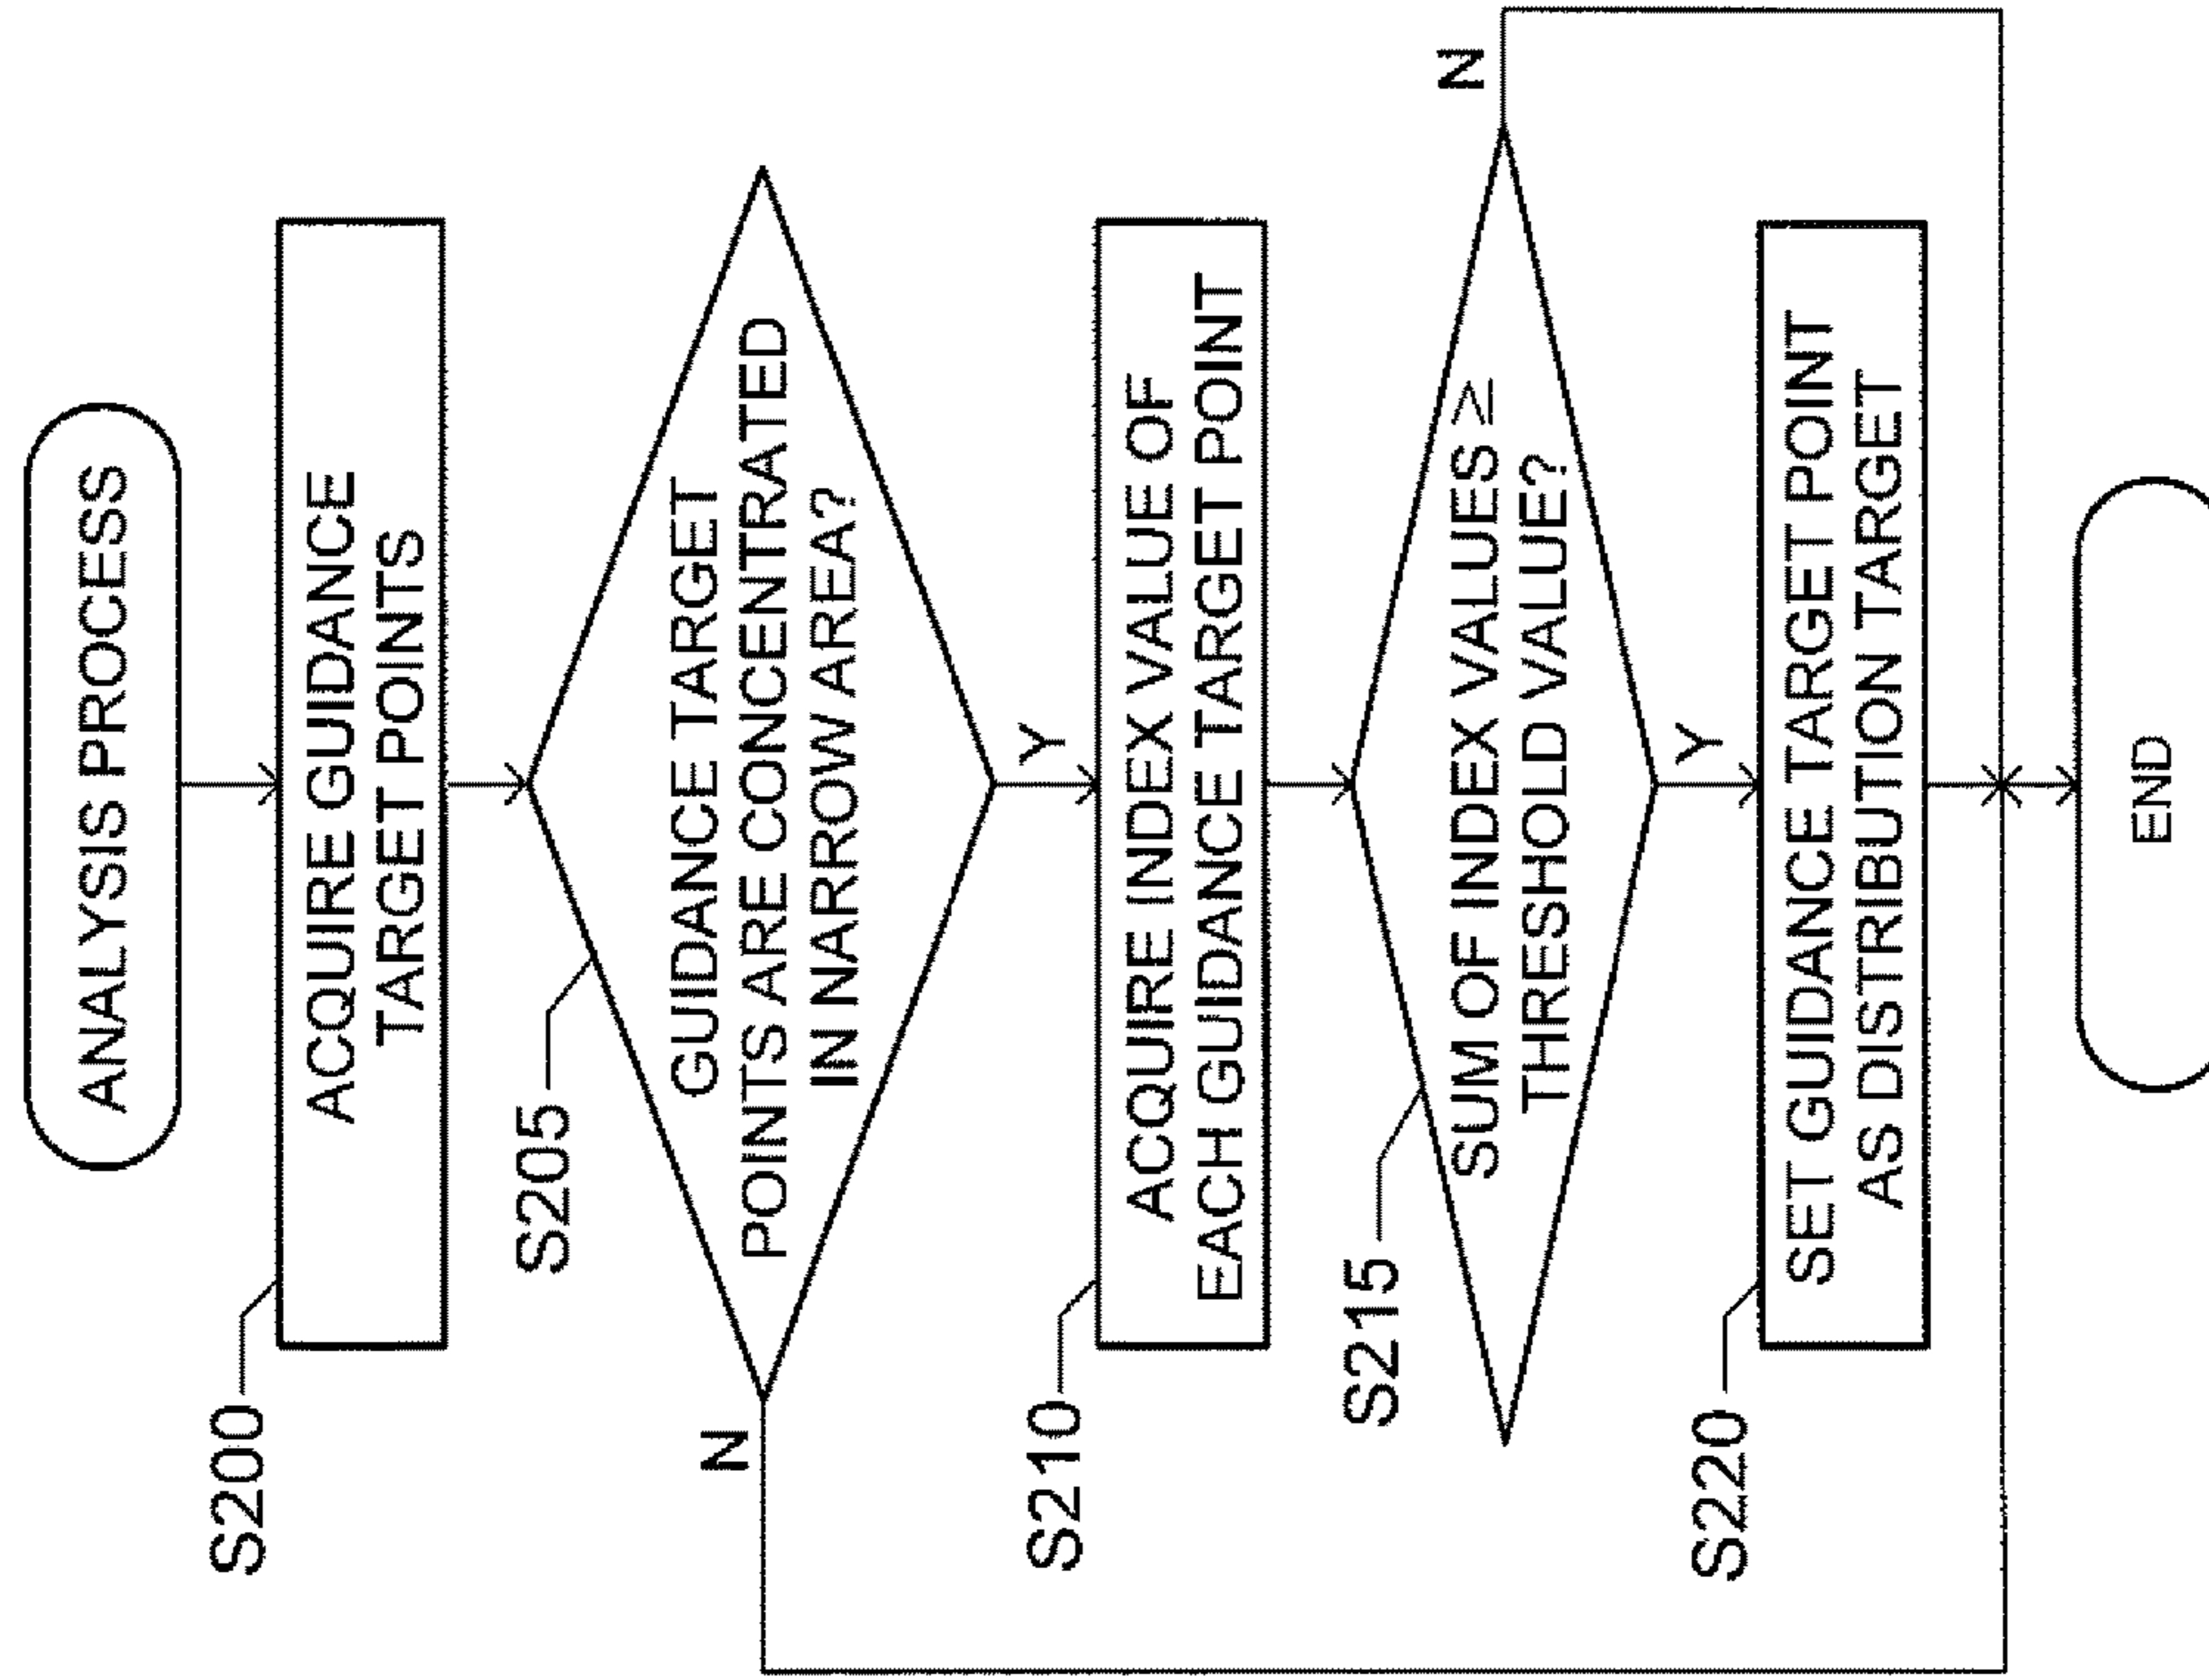 ANALYSIS PROCESS
S200
ACQUIRE GUIDANCE
TARGET POINTS
S205
GUIDANCE TARGET
POINTS ARE CONCENTRATED
IN NARROW AREA?
N
Y
S210
ACQUIRE INDEX VALUE OF
EACH GUIDANCE TARGET POINT
S215
SUM OF INDEX VALUES ≥
THRESHOLD VALUE?
N
Y
S220
SET GUIDANCE TARGET POINT
AS DISTRIBUTION TARGET
END